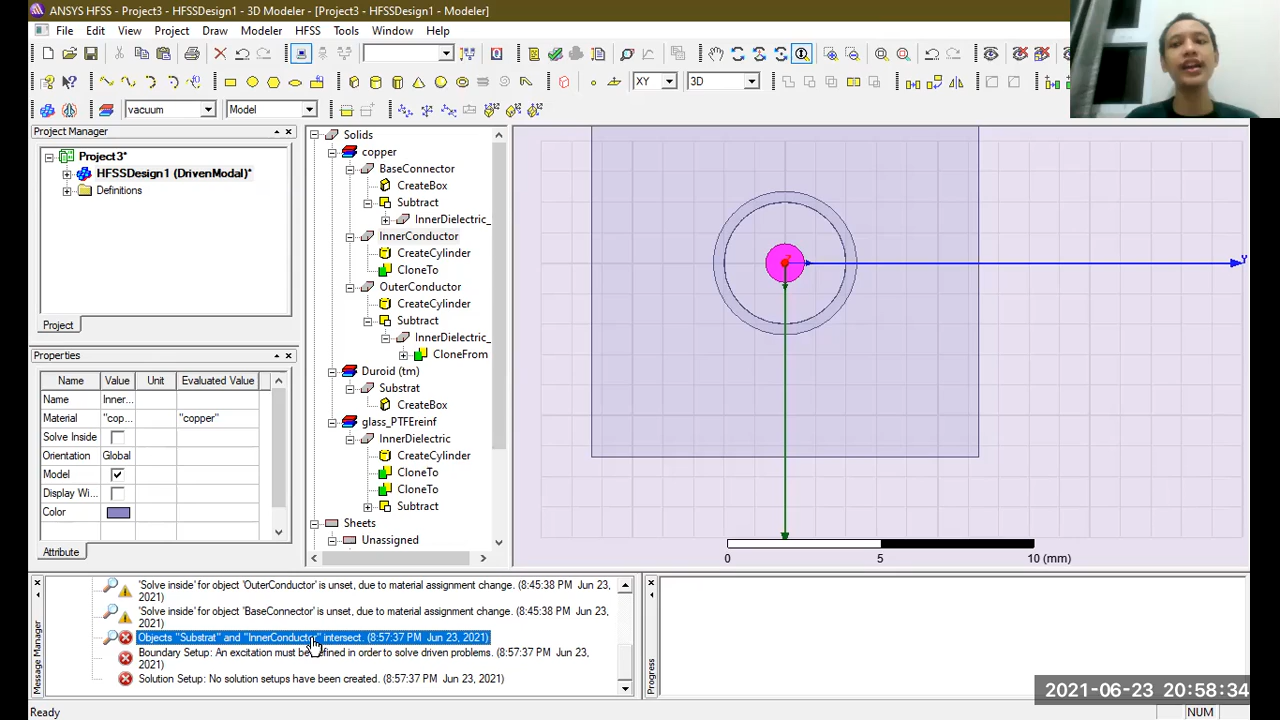 ANSYS HFSS - Project3 - HFSSDesign1 - 3D Modeler - [Project3 - HFSSDesign1 - Modeler]
File Edit View Project Draw Modeler HFSS Tools Window Help
XY 3D
vacuum Model
Project Manager
Project3*
HFSSDesign1 (DrivenModal)*
Definitions
Project
Properties
Name Value Unit Evaluated Value
Name Inner...
Material "cop... "copper"
Solve Inside
Orientation Global
Model
Display Wi...
Color
Attribute
Solids
copper
BaseConnector
CreateBox
Subtract
InnerDielectric_
InnerConductor
CreateCylinder
CloneTo
OuterConductor
CreateCylinder
Subtract
InnerDielectric_
CloneFrom
Duroid (tm)
Substrat
CreateBox
glass_PTFEreinf
InnerDielectric
CreateCylinder
CloneTo
CloneTo
Subtract
Sheets
Unassigned
Z
Y
0 5 10 (mm)
Message Manager
'Solve inside' for object 'OuterConductor' is unset, due to material assignment change. (8:45:38 PM Jun 23,
2021)
'Solve inside' for object 'BaseConnector' is unset, due to material assignment change. (8:45:38 PM Jun 23,
2021)
Objects "Substrat" and "InnerConductor" intersect. (8:57:37 PM Jun 23, 2021)
Boundary Setup: An excitation must be defined in order to solve driven problems. (8:57:37 PM Jun 23,
2021)
Solution Setup: No solution setups have been created. (8:57:37 PM Jun 23, 2021)
Progress
2021-06-23 20:58:34
Ready NUM